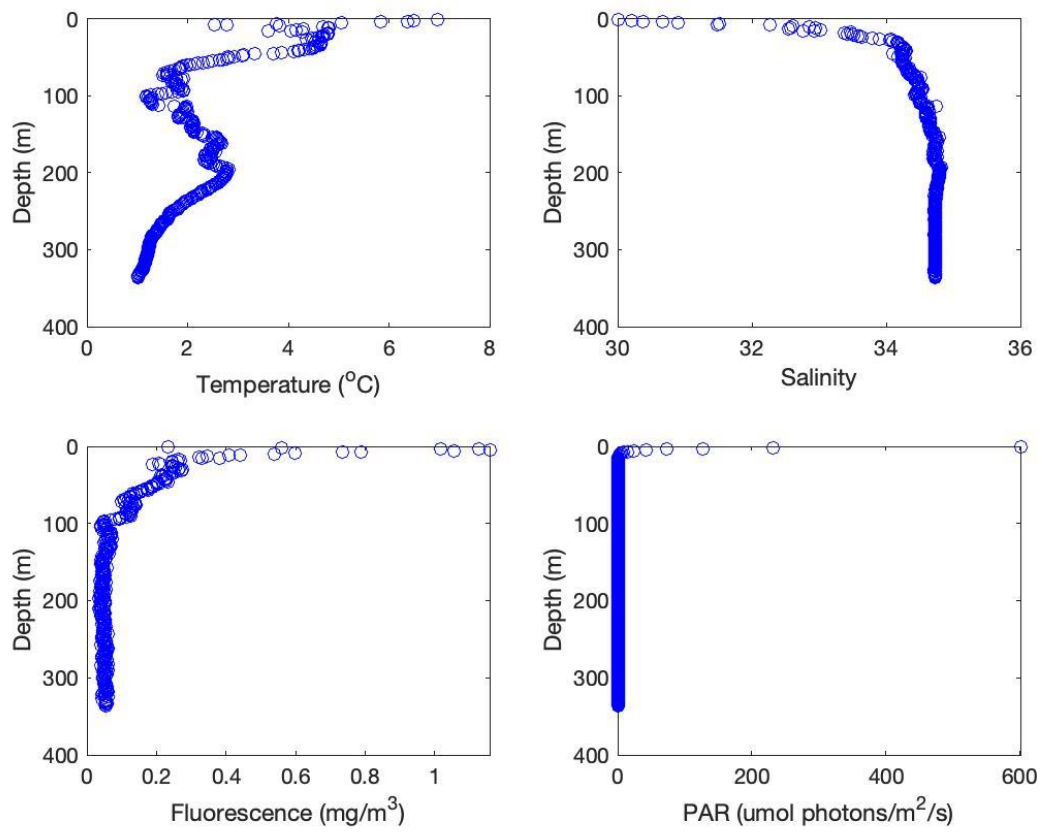 0
100
200
300
400
Depth (m)
0 2 4 6 8
Temperature (°C)
0
100
200
300
400
Depth (m)
30 32 34 36
Salinity
0
100
200
300
400
Depth (m)
0 0.2 0.4 0.6 0.8 1
Fluorescence (mg/m³)
0
100
200
300
400
Depth (m)
0 200 400 600
PAR (umol photons/m²/s)